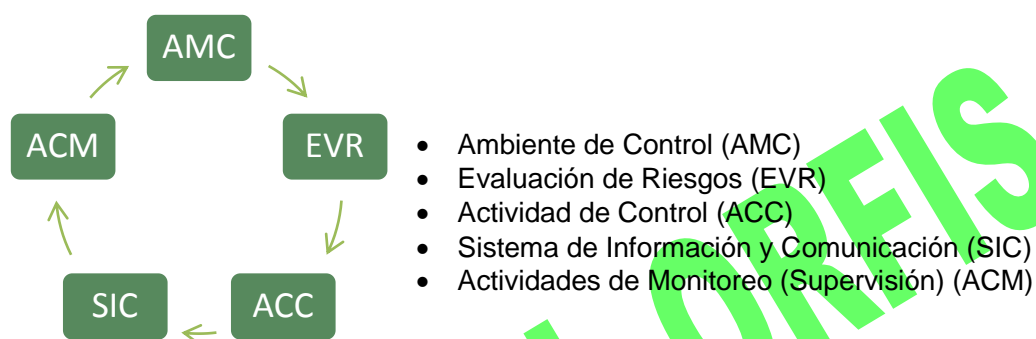 AMC
ACM
EVR
SIC
ACC
• Ambiente de Control (AMC)
• Evaluación de Riesgos (EVR)
• Actividad de Control (ACC)
• Sistema de Información y Comunicación (SIC)
• Actividades de Monitoreo (Supervisión) (ACM)
ORFIS